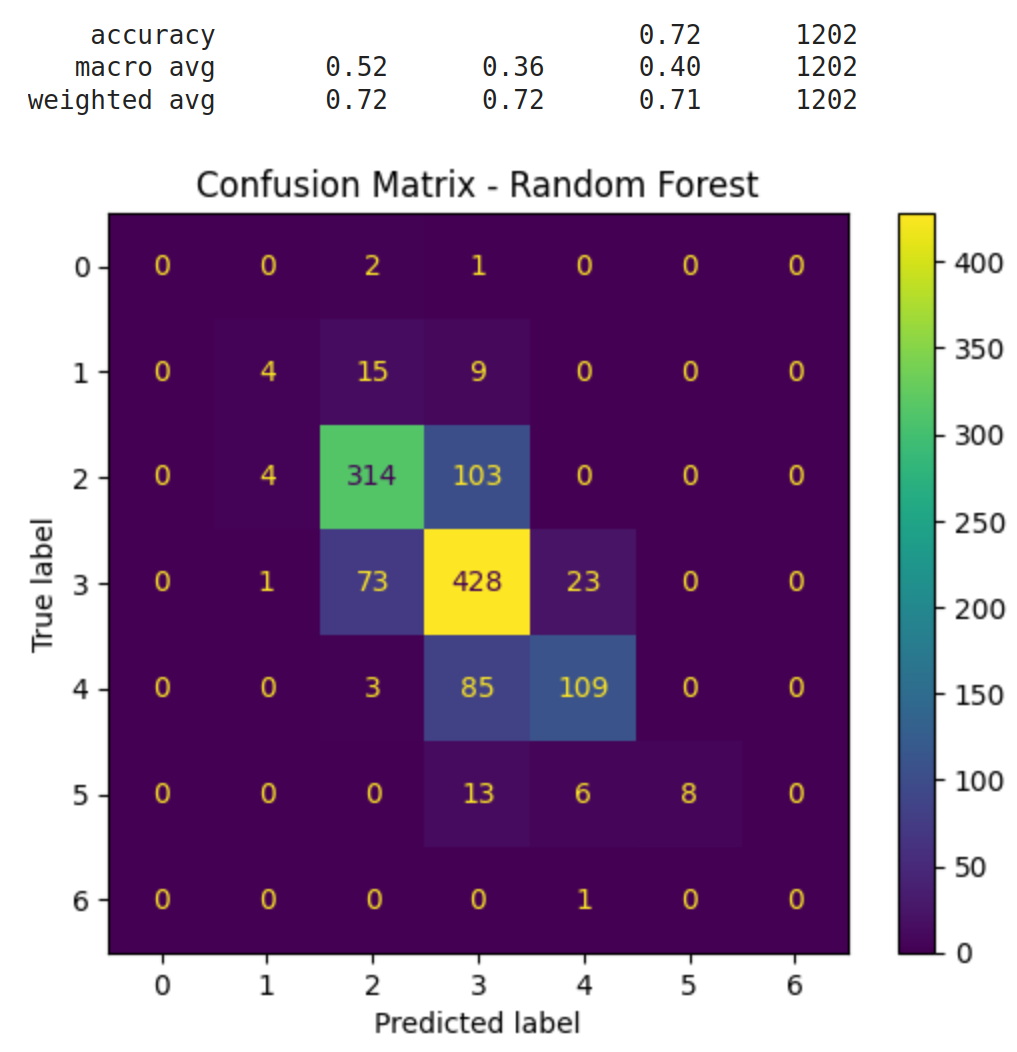 accuracy 0.72 1202
macro avg 0.52 0.36 0.40 1202
weighted avg 0.72 0.72 0.71 1202
Confusion Matrix - Random Forest
0 0 0 2 1 0 0 0
1 0 4 15 9 0 0 0
2 0 4 314 103 0 0 0
3 0 1 73 428 23 0 0
4 0 0 3 85 109 0 0
5 0 0 0 13 6 8 0
6 0 0 0 0 1 0 0
0 1 2 3 4 5 6
True label
Predicted label
400
350
300
250
200
150
100
50
0